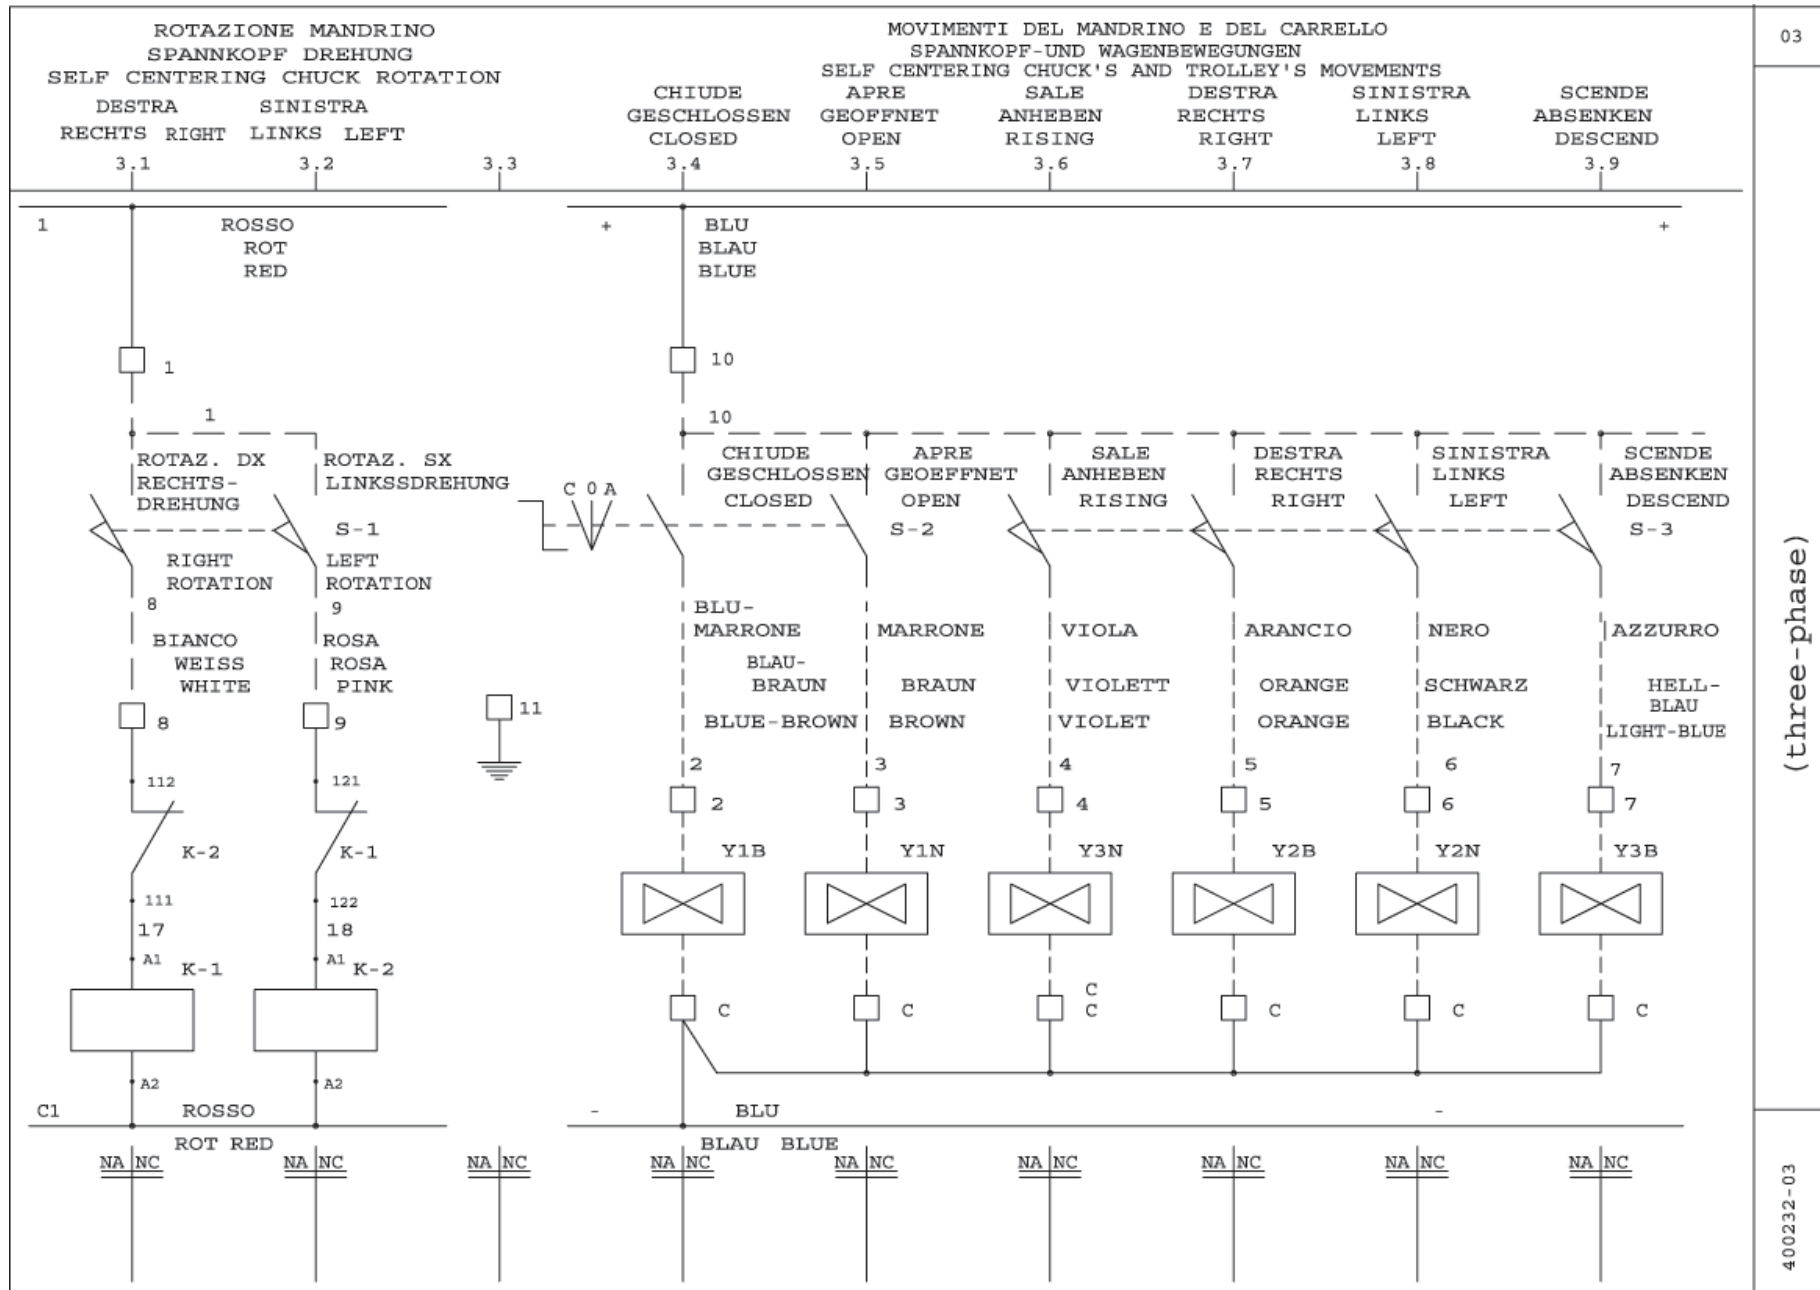 ROTAZIONE MANDRINO
SPANNKOPF DREHUNG
SELF CENTERING CHUCK ROTATION
DESTRA SINISTRA
RECHTS RIGHT LINKS LEFT
MOVIMENTI DEL MANDRINO E DEL CARRELLO
SPANNKOPF-UND WAGENBEWEGUNGEN
SELF CENTERING CHUCK'S AND TROLLEY'S MOVEMENTS
CHIUDE APRE SALE DESTRA SINISTRA SCENDE
GESCHLOSSEN GEOFFNET ANHEBEN RECHTS LINKS ABSENKEN
CLOSED OPEN RISING RIGHT LEFT DESCEND
03
3.1 3.2 3.3 3.4 3.5 3.6 3.7 3.8 3.9
1 ROSSO + BLU +
ROT BLAU
RED BLUE
1 10
1 10
ROTAZ. DX ROTAZ. SX
RECHTS- LINKSSDREHUNG
DREHUNG
CHIUDE APRE SALE DESTRA SINISTRA SCENDE
GESCHLOSSEN GEOEFFNET ANHEBEN RECHTS LINKS ABSENKEN
C 0 A CLOSED OPEN RISING RIGHT LEFT DESCEND
S-1 S-2 S-3
RIGHT LEFT
ROTATION ROTATION
8 9
BIANCO ROSA
WEISS ROSA
WHITE PINK
BLU-
MARRONE MARRONE VIOLA ARANCIO NERO AZZURRO
BLAU-
BRAUN BRAUN VIOLETT ORANGE SCHWARZ HELL-
BLAU
BLUE-BROWN BROWN VIOLET ORANGE BLACK LIGHT-BLUE
8 9 11
2 3 4 5 6 7
112 121
2 3 4 5 6 7
K-2 K-1 Y1B Y1N Y3N Y2B Y2N Y3B
111 122
17 18
A1 K-1 A1 K-2
C
C C C C C C
A2 A2
C1 ROSSO - BLU -
ROT RED BLAU BLUE
NA NC NA NC NA NC NA NC NA NC NA NC NA NC NA NC NA NC
(three-phase)
400232-03